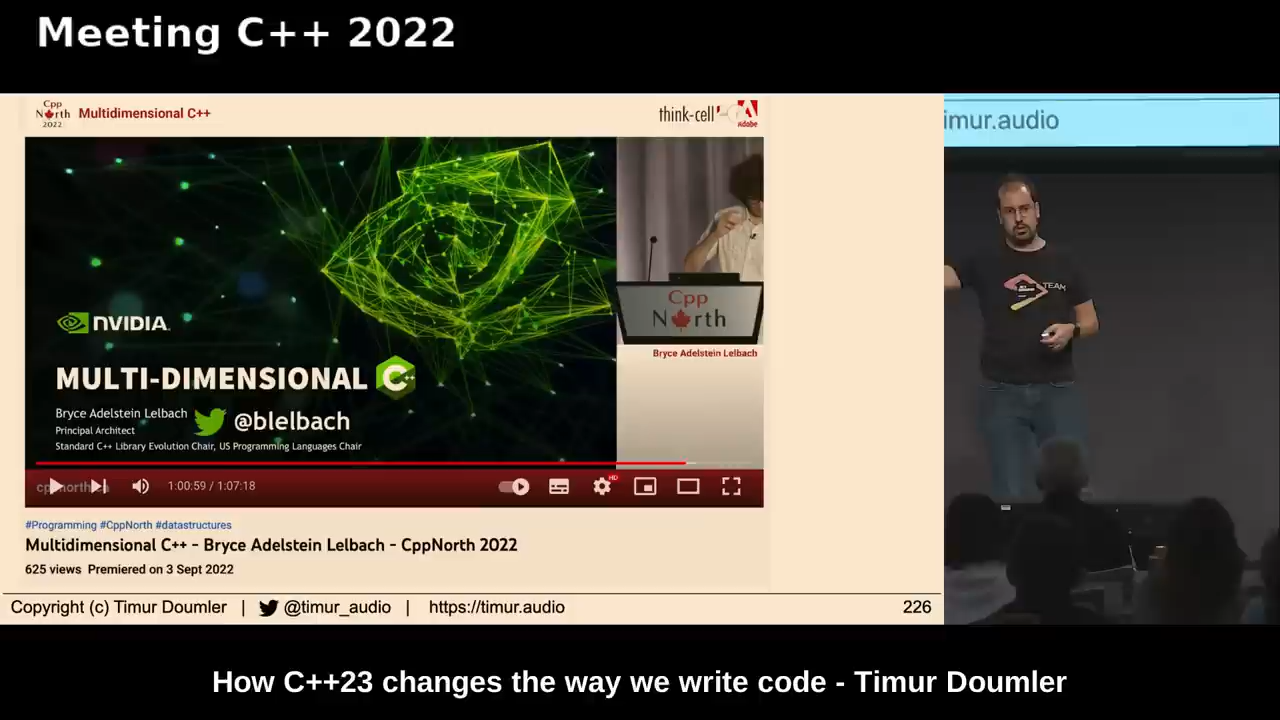 Meeting C++ 2022
Cpp
North
2022
Multidimensional C++
think-cell
Adobe
imur.audio
NVIDIA.
MULTI-DIMENSIONAL C++
Bryce Adelstein Lelbach
Principal Architect
@blelbach
Standard C++ Library Evolution Chair, US Programming Languages Chair
Cpp
North
Bryce Adelstein Lelbach
TEAM
1:00:59 / 1:07:18
HD
#Programming #CppNorth #datastructures
Multidimensional C++ - Bryce Adelstein Lelbach - CppNorth 2022
625 views Premiered on 3 Sept 2022
Copyright (c) Timur Doumler | @timur_audio | https://timur.audio
226
How C++23 changes the way we write code - Timur Doumler